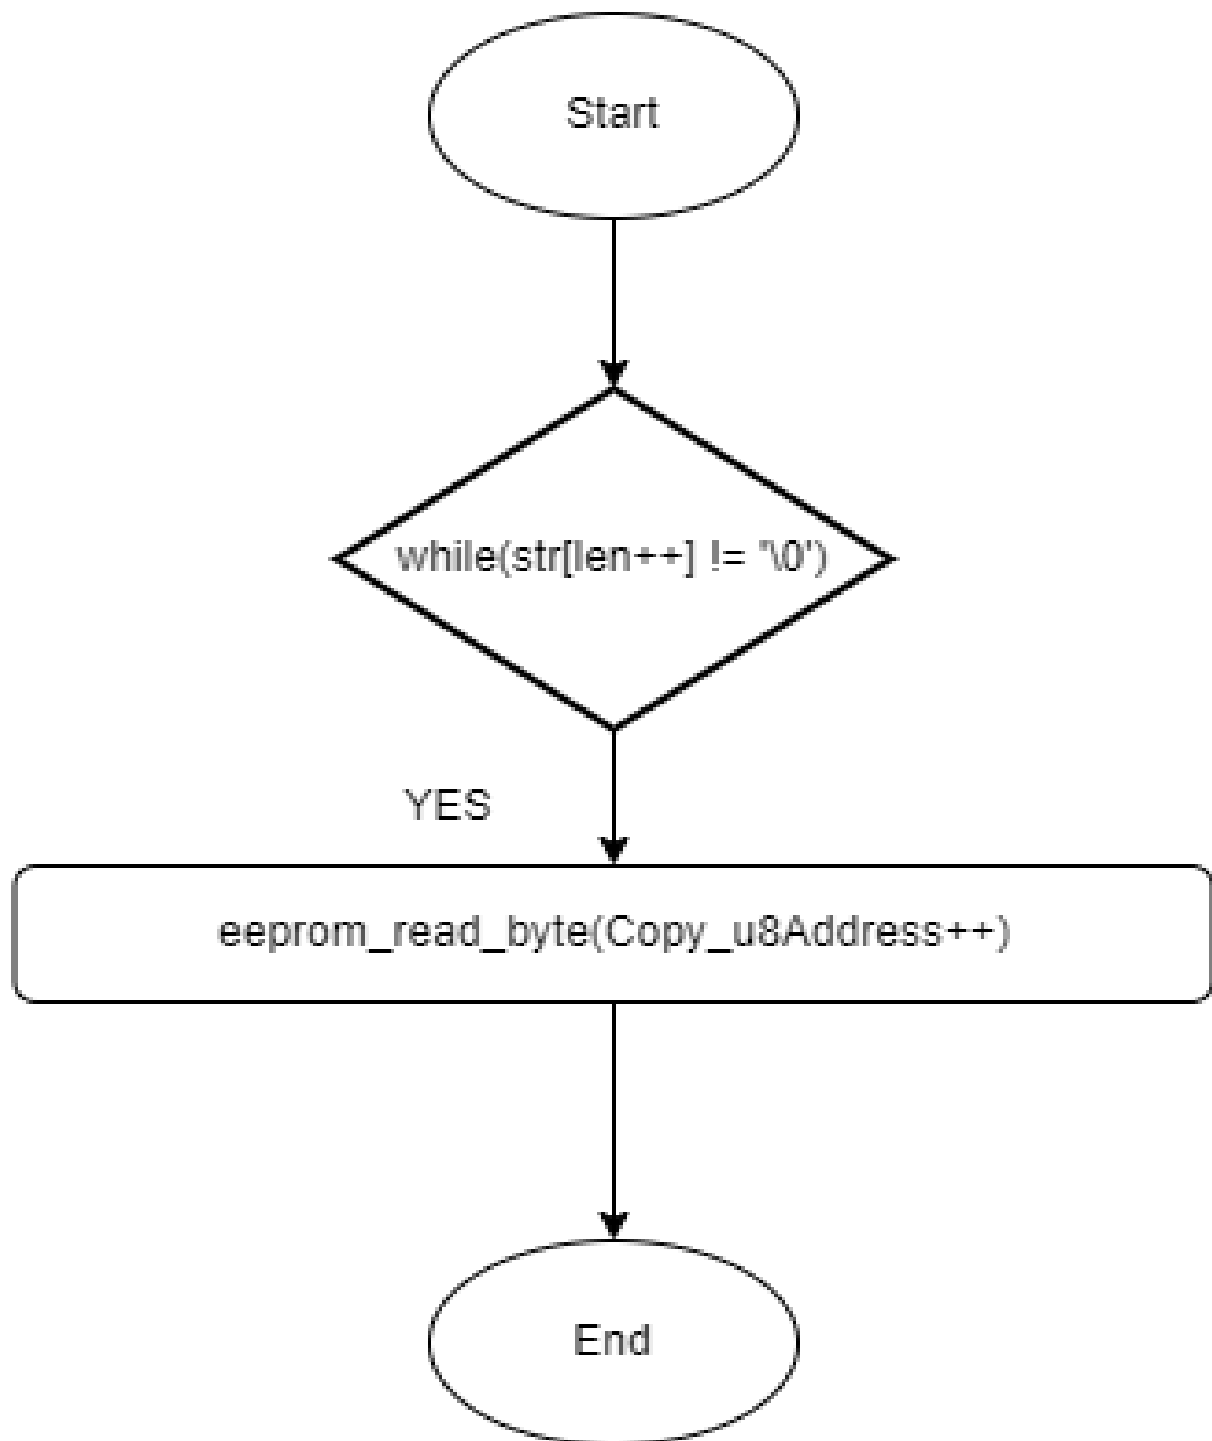 Start
while(str[len++] != '\0')
YES
eeprom_read_byte(Copy_u8Address++)
End